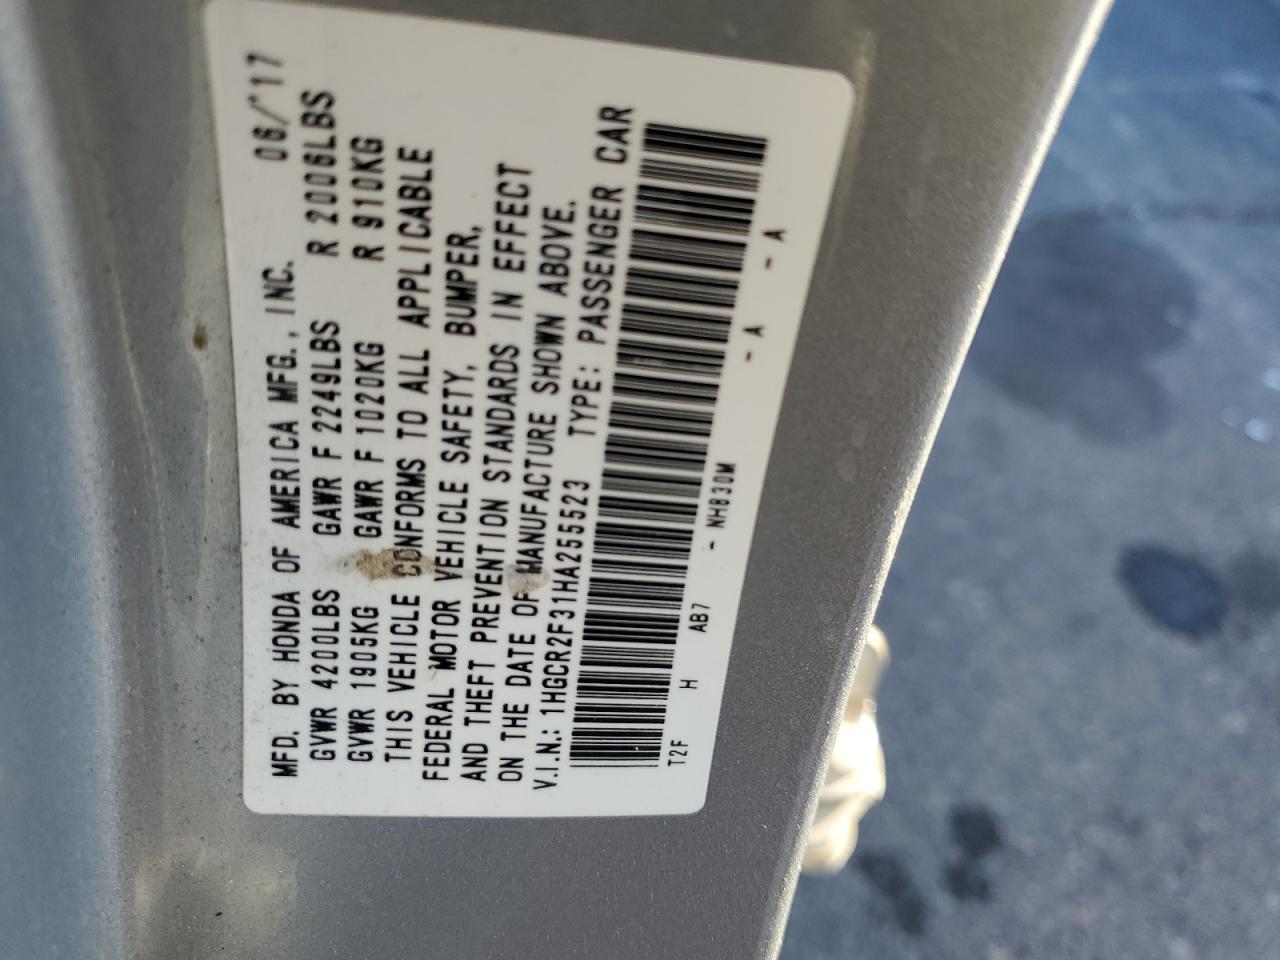 MFD. BY HONDA OF AMERICA MFG., INC. 06/'17
GVWR 4200LBS GAWR F 2249LBS R 2006LBS
GVWR 1905KG GAWR F 1020KG R 910KG
THIS VEHICLE CONFORMS TO ALL APPLICABLE
FEDERAL MOTOR VEHICLE SAFETY, BUMPER,
AND THEFT PREVENTION STANDARDS IN EFFECT
ON THE DATE OF MANUFACTURE SHOWN ABOVE.
V.I.N.: 1HGCR2F31HA255523 TYPE: PASSENGER CAR
T2F H AB7 - NH830M - A - A